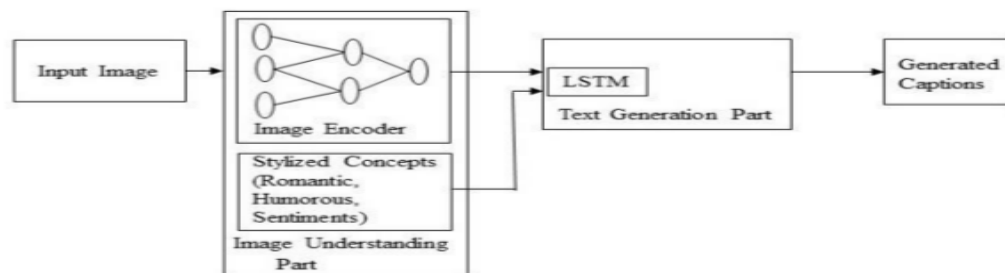 Input Image
Image Encoder
Stylized Concepts
(Romantic,
Humorous,
Sentiments)
Image Understanding
Part
LSTM
Text Generation Part
Generated
Captions